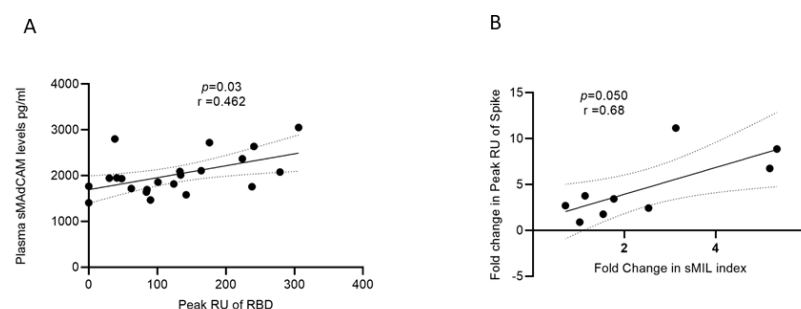 A
p=0.03
r =0.462
Plasma sMAdCAM levels pg/ml
4000
3000
2000
1000
0
0
100
200
300
400
Peak RU of RBD
B
p=0.050
r =0.68
Fold change in Peak RU of Spike
15
10
5
0
-5
2
4
Fold Change in sMIL index